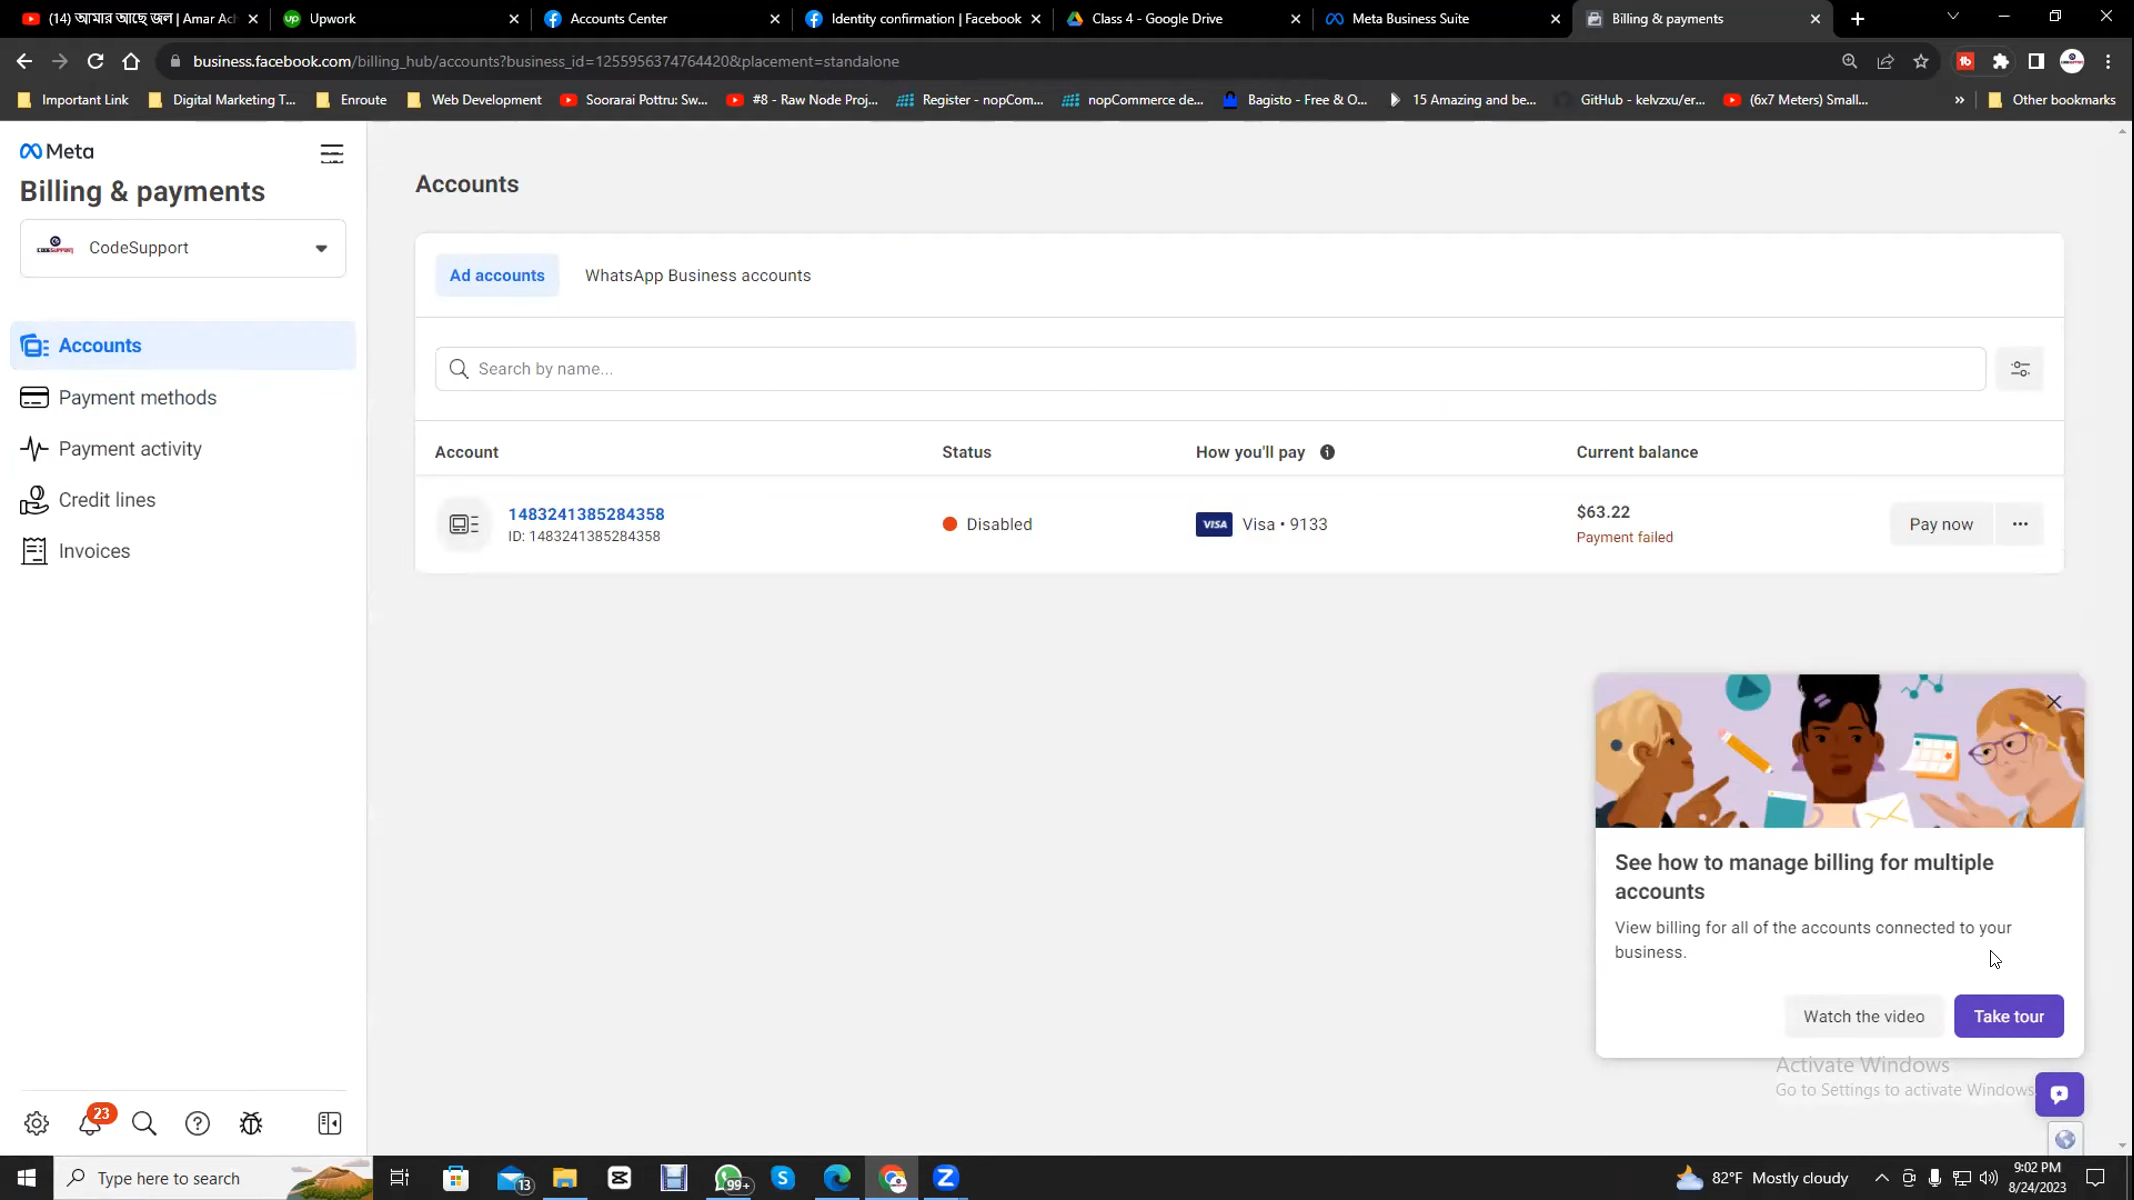 (14) আমার আছে জল | Amar Ach
Upwork
Accounts Center
Identity confirmation | Facebook
Class 4 - Google Drive
Meta Business Suite
Billing & payments
business.facebook.com/billing_hub/accounts?business_id=1255956374764420&placement=standalone
Important Link
Digital Marketing T...
Enroute
Web Development
Soorarai Pottru: Sw...
#8 - Raw Node Proj...
Register - nopCom...
nopCommerce de...
Bagisto - Free & O...
15 Amazing and be...
GitHub - kelvzxu/er...
(6x7 Meters) Small...
»
Other bookmarks
Meta
Billing & payments
CodeSupport
Accounts
Payment methods
Payment activity
Credit lines
Invoices
23
Accounts
Ad accounts
WhatsApp Business accounts
Search by name...
Account
Status
How you'll pay
Current balance
1483241385284358
ID: 1483241385284358
Disabled
VISA
Visa • 9133
$63.22
Payment failed
Pay now
See how to manage billing for multiple
accounts
View billing for all of the accounts connected to your
business.
Watch the video
Take tour
Activate Windows
Go to Settings to activate Windows
Type here to search
13
99+
82°F Mostly cloudy
9:02 PM
8/24/2023